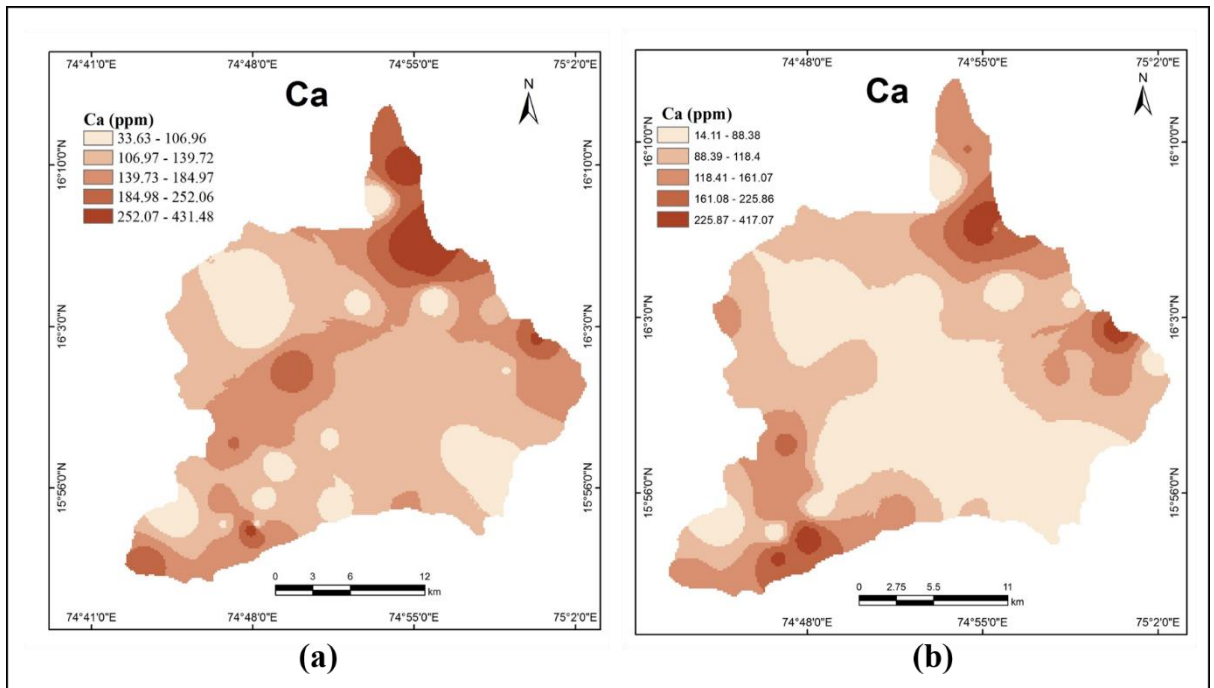 74°41'0"E 74°48'0"E 74°55'0"E 75°2'0"E
Ca
N
Ca (ppm)
33.63 - 106.96
106.97 - 139.72
139.73 - 184.97
184.98 - 252.06
252.07 - 431.48
16°10'0"N
16°10'0"N
16°3'0"N
16°3'0"N
15°56'0"N
15°56'0"N
0 3 6 12
km
74°41'0"E 74°48'0"E 74°55'0"E 75°2'0"E
(a)
74°48'0"E 74°55'0"E 75°2'0"E
Ca
N
Ca (ppm)
14.11 - 88.38
88.39 - 118.4
118.41 - 161.07
161.08 - 225.86
225.87 - 417.07
16°10'0"N
16°10'0"N
16°3'0"N
16°3'0"N
15°56'0"N
15°56'0"N
0 2.75 5.5 11
km
74°48'0"E 74°55'0"E 75°2'0"E
(b)